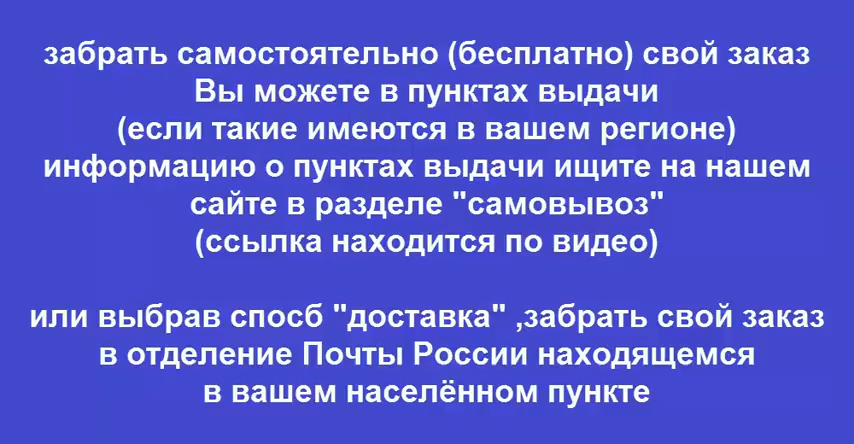 забрать самостоятельно (бесплатно) свой заказ
Вы можете в пунктах выдачи
(если такие имеются в вашем регионе)
информацию о пунктах выдачи ищите на нашем
сайте в разделе "самовывоз"
(ссылка находится по видео)
или выбрав спосб "доставка" ,забрать свой заказ
в отделение Почты России находящемся
в вашем населённом пункте